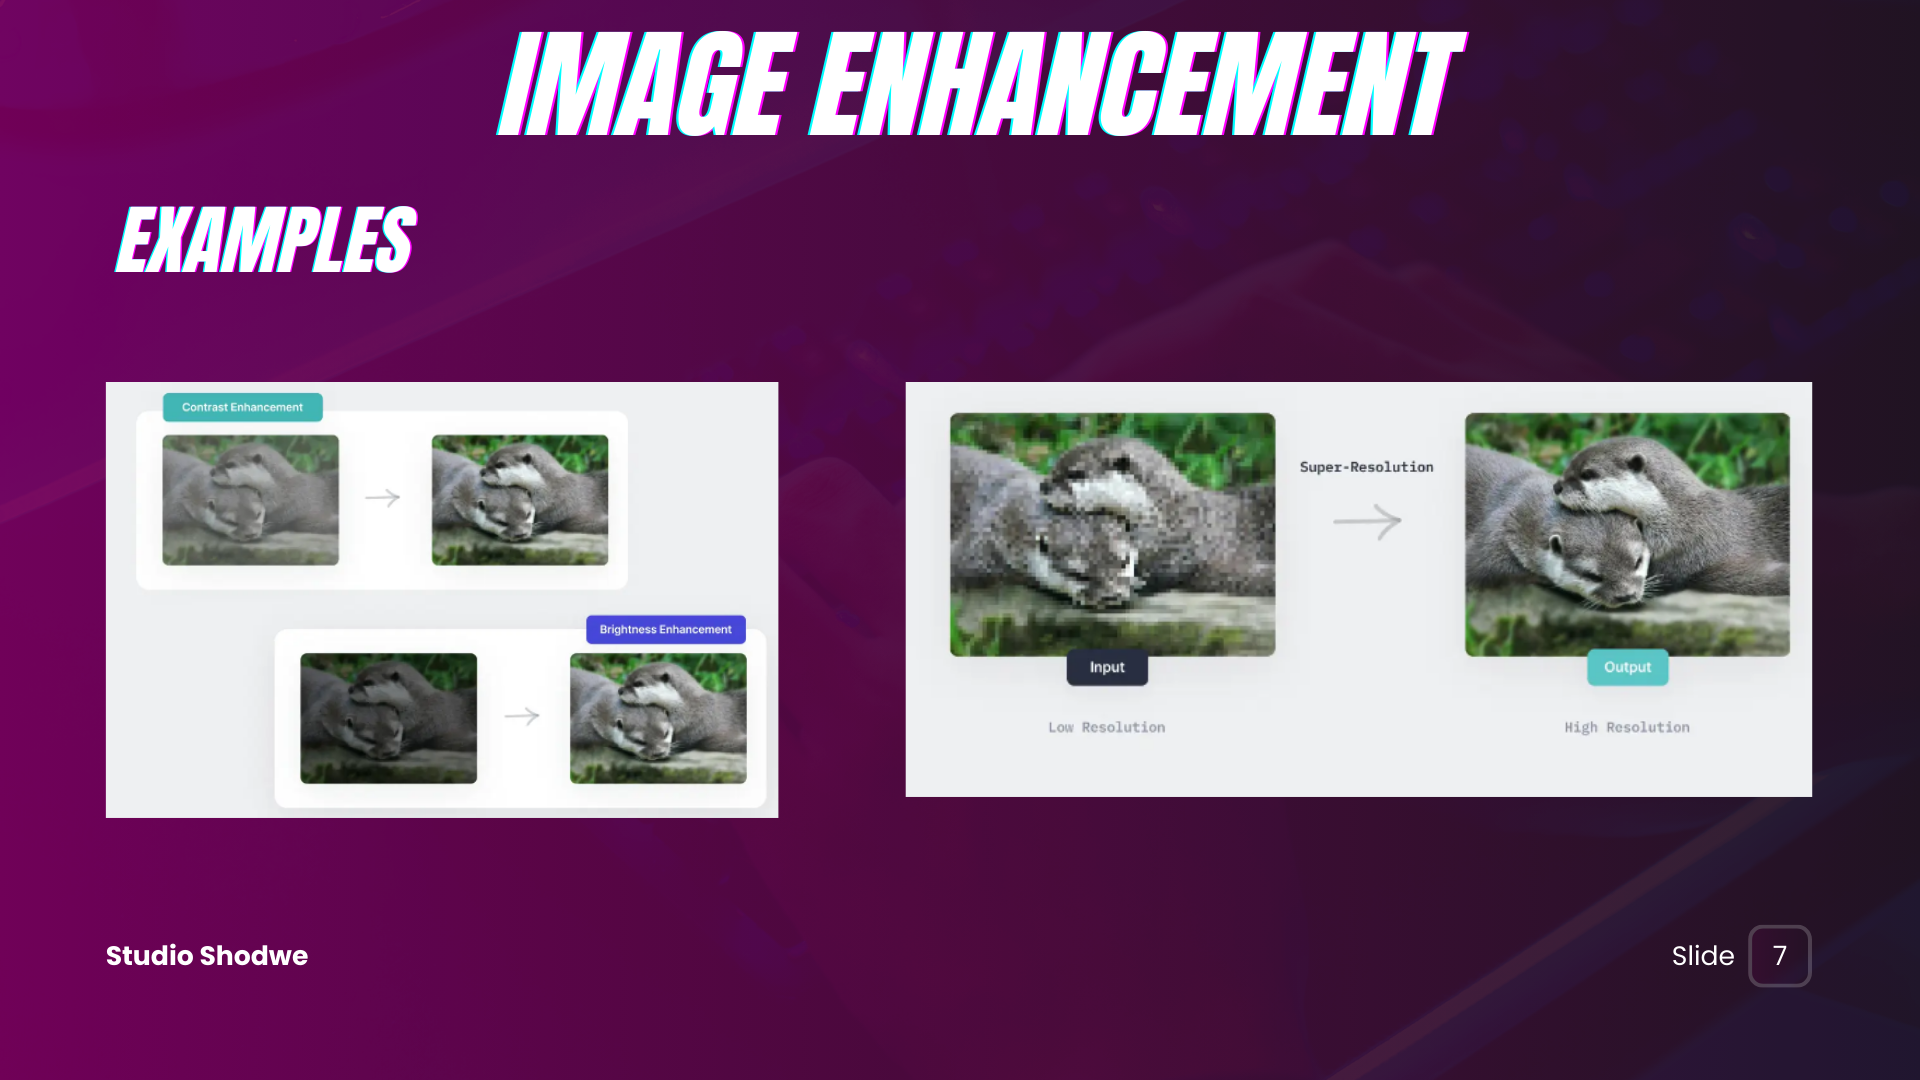 IMAGE ENHANCEMENT
EXAMPLES
Contrast Enhancement
Brightness Enhancement
Super-Resolution
Input
Output
Low Resolution
High Resolution
Studio Shodwe
Slide 7